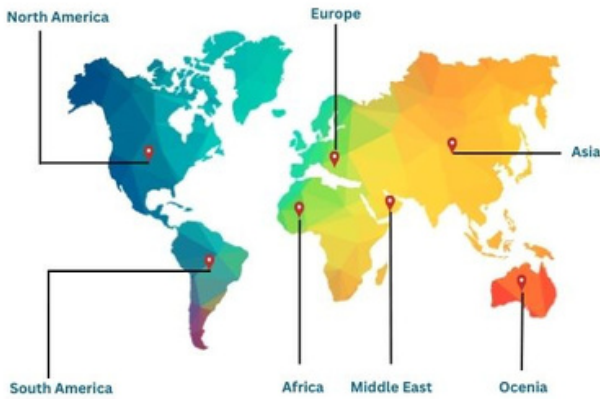 North America
Europe
Asia
South America
Africa
Middle East
Ocenia